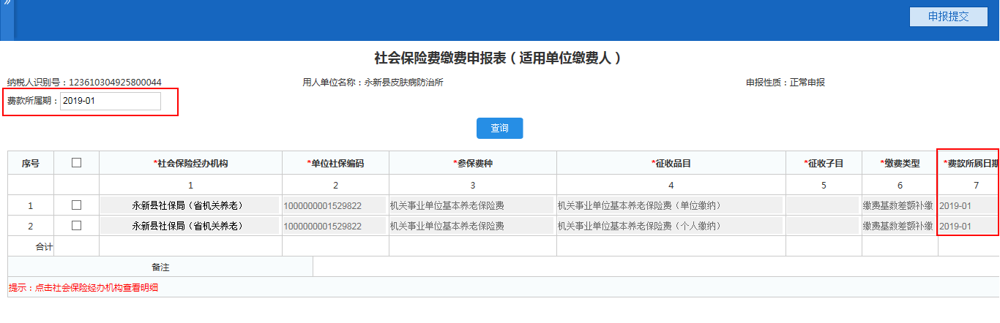 »
申报提交
社会保险费缴费申报表（适用单位缴费人）
纳税人识别号：123610304925800044 用人单位名称：永新县皮肤病防治所 申报性质：正常申报
费款所属期：2019-01
查询
序号 *社会保险经办机构 *单位社保编码 *参保费种 *征收品目 *征收子目 *缴费类型 *费款所属日期
1 2 3 4 5 6 7
1 永新县社保局（省机关养老） 1000000001529822 机关事业单位基本养老保险费 机关事业单位基本养老保险费（单位缴纳） 缴费基数差额补缴 2019-01
2 永新县社保局（省机关养老） 1000000001529822 机关事业单位基本养老保险费 机关事业单位基本养老保险费（个人缴纳） 缴费基数差额补缴 2019-01
合计
备注
提示：点击社会保险经办机构查看明细